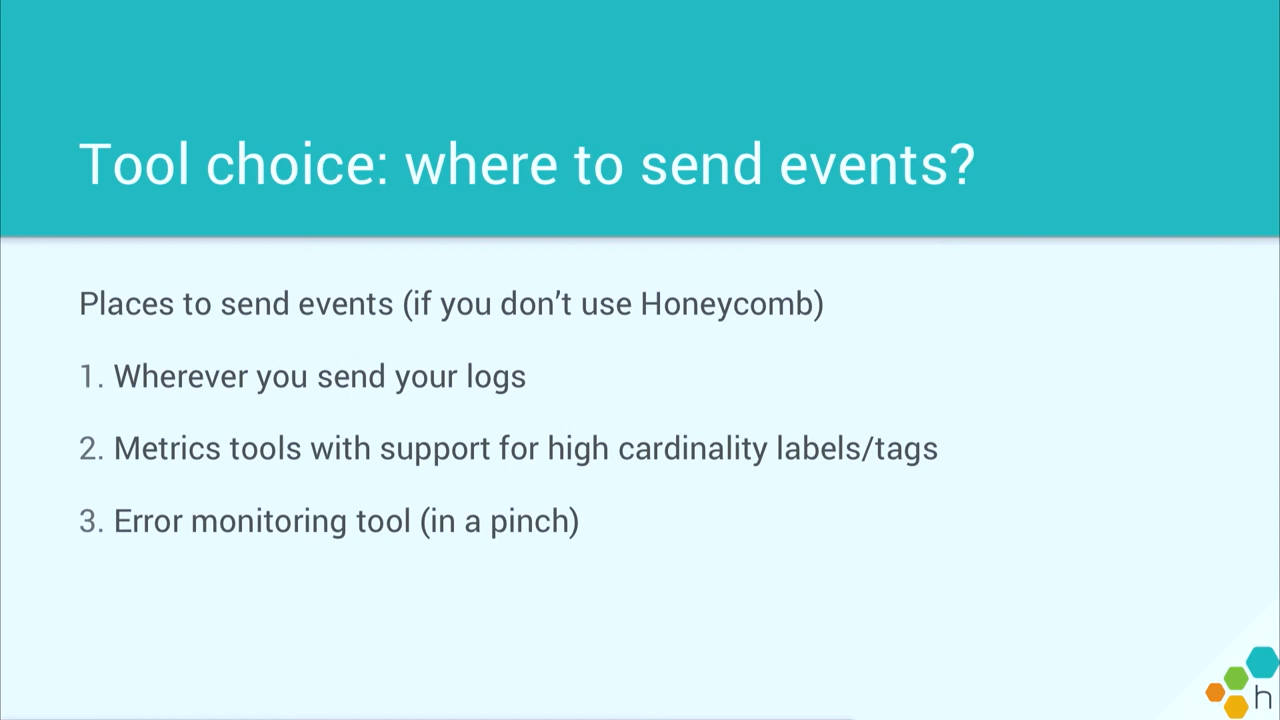 Tool choice: where to send events?
Places to send events (if you don’t use Honeycomb)
1. Wherever you send your logs
2. Metrics tools with support for high cardinality labels/tags
3. Error monitoring tool (in a pinch)
h